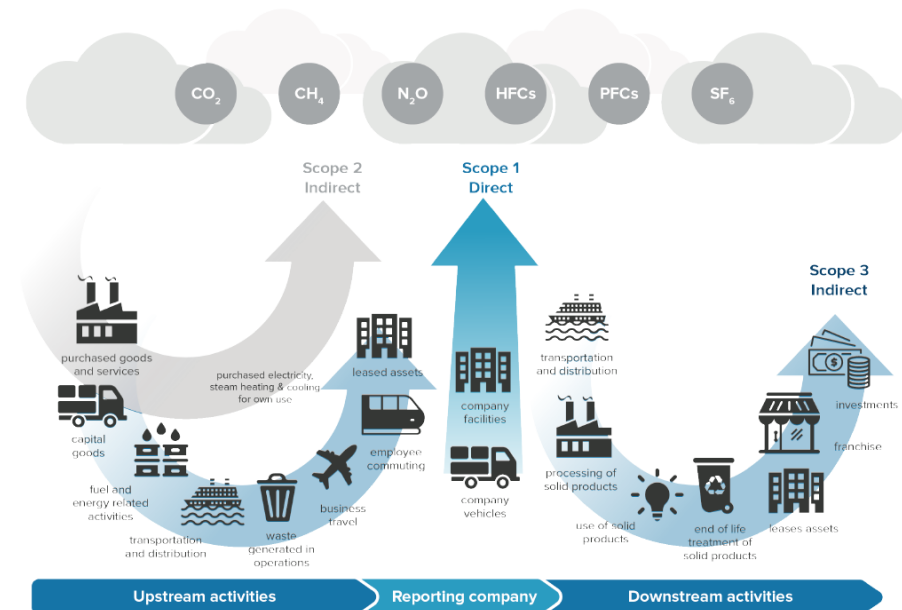 CO2
CH4
N2O
HFCs
PFCs
SF6
Scope 2
Indirect
Scope 1
Direct
Scope 3
Indirect
purchased goods
and services
capital
goods
fuel and
energy related
activities
transportation
and distribution
waste
generated in
operations
business
travel
employee
commuting
leased assets
purchased electricity,
steam heating & cooling
for own use
company
facilities
company
vehicles
transportation
and distribution
processing of
solid products
use of solid
products
end of life
treatment of
solid products
leases assets
franchise
investments
Upstream activities
Reporting company
Downstream activities